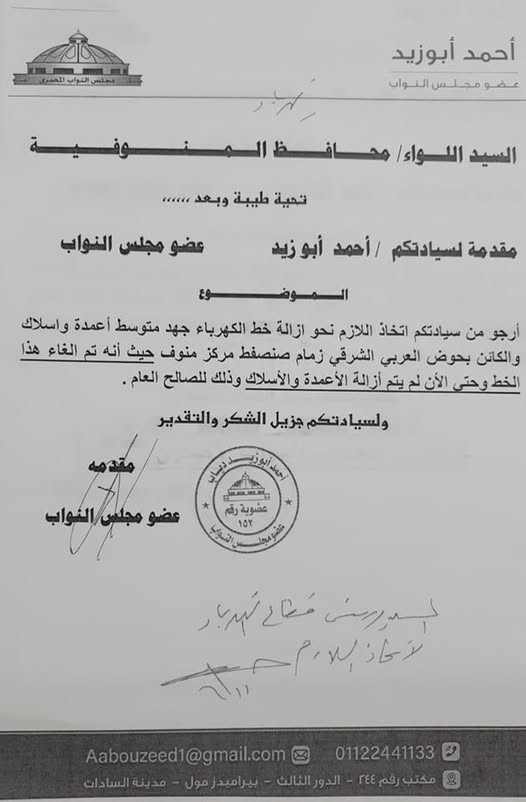 أحمد أبوزيد
عضو مجلس النواب
مجلس النواب المصرى
كهرباء
السيد اللواء/ محافظ المنوفية
تحية طيبة وبعد ،،،،،،
مقدمة لسيادتكم / أحمد أبو زيد عضو مجلس النواب
الموضوع
أرجو من سيادتكم اتخاذ اللازم نحو ازالة خط الكهرباء جهد متوسط أعمدة واسلاك
والكائن بحوض العربي الشرقي زمام صنصفط مركز منوف حيث أنه تم الغاء هذا
الخط وحتى الأن لم يتم أزالة الأعمدة والأسلاك وذلك للصالح العام .
ولسيادتكم جزيل الشكر والتقدير
مقدمه
عضو مجلس النواب
أحمد أبوزيد دياب
عضوية رقم
١٥٢
عضو مجلس النواب
السيد رئيس قطاع كهرباء
لاتخاذ اللازم
٦/١١
Aabouzeed1@gmail.com 01122441133
مكتب رقم ٢٤٤ - الدور الثالث - بيراميدز مول - مدينة السادات